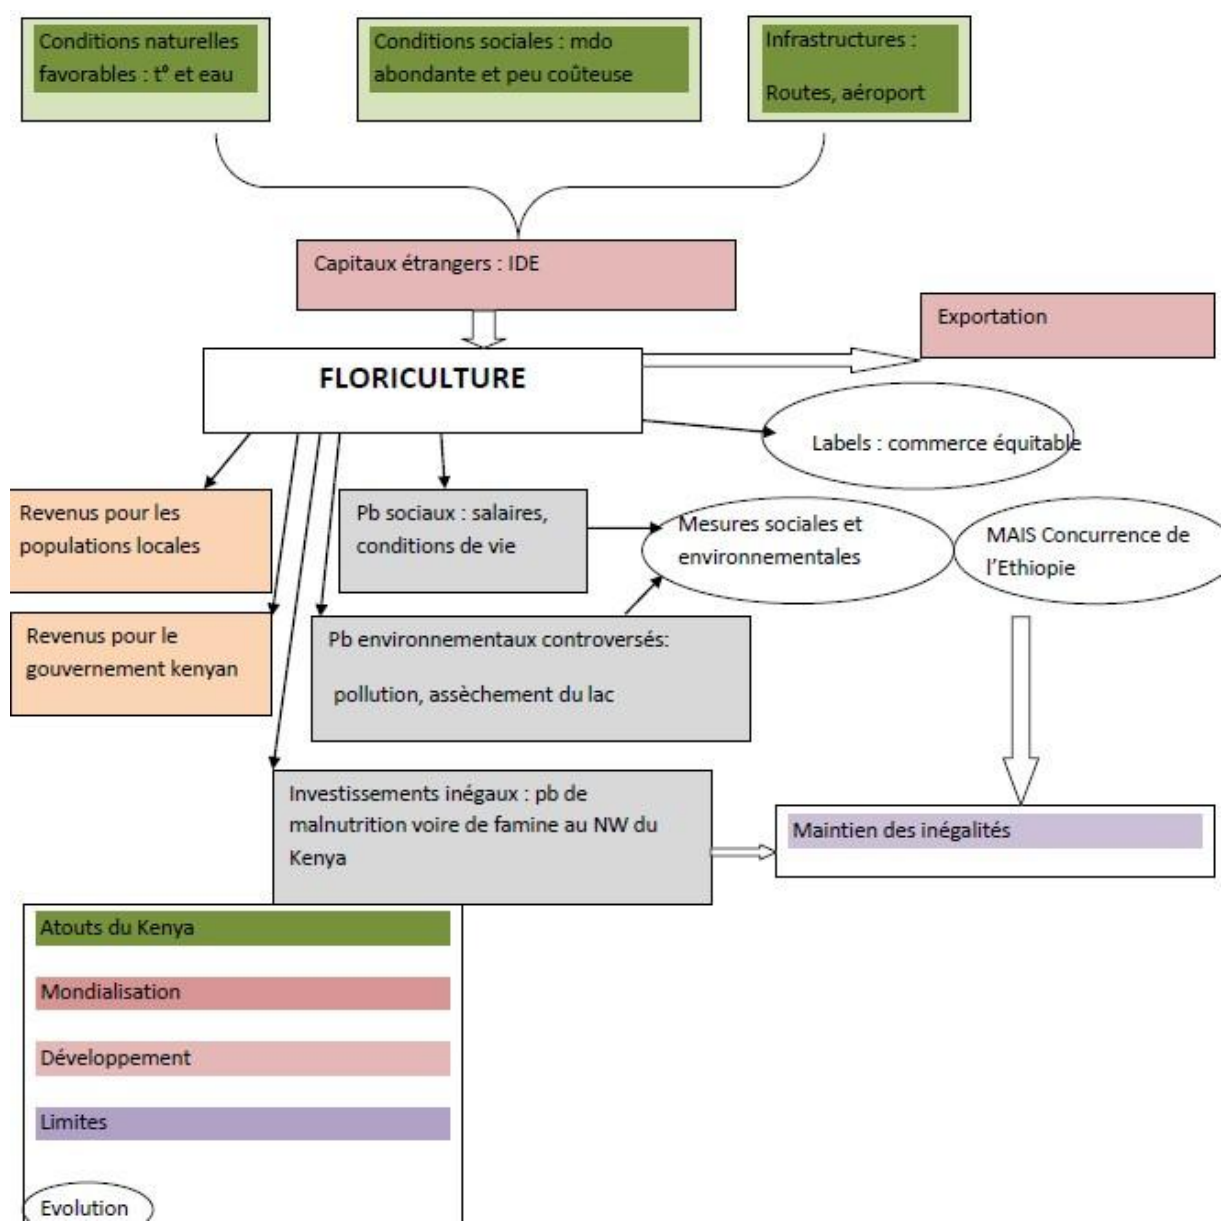 Conditions naturelles
favorables : t° et eau
Conditions sociales : mdo
abondante et peu coûteuse
Infrastructures :
Routes, aéroport
Capitaux étrangers : IDE
Exportation
FLORICULTURE
Labels : commerce équitable
Revenus pour les
populations locales
Pb sociaux : salaires,
conditions de vie
Mesures sociales et
environnementales
MAIS Concurrence de
l'Ethiopie
Revenus pour le
gouvernement kenyan
Pb environnementaux controversés:
pollution, assèchement du lac
Investissements inégaux : pb de
malnutrition voire de famine au NW du
Kenya
Maintien des inégalités
Atouts du Kenya
Mondialisation
Développement
Limites
Evolution